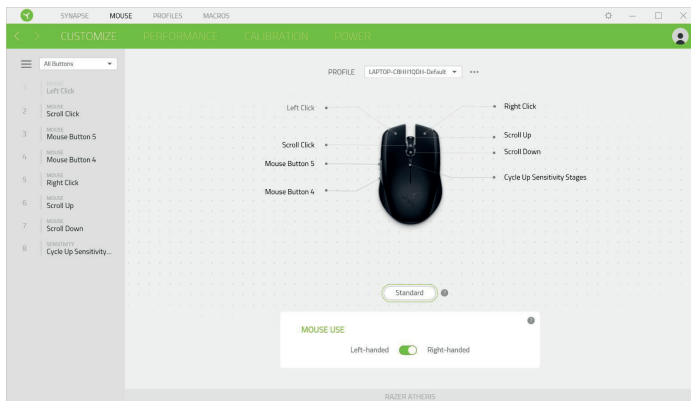 SYNAPSE MOUSE PROFILES MACROS
CUSTOMIZE PERFORMANCE CALIBRATION POWER
All Buttons
PROFILE LAPTOP-C8HH1QDH-Default
1 MOUSE
Left Click
2 MOUSE
Scroll Click
3 MOUSE
Mouse Button 5
4 MOUSE
Mouse Button 4
5 MOUSE
Right Click
6 MOUSE
Scroll Up
7 MOUSE
Scroll Down
8 SENSITIVITY
Cycle Up Sensitivity...
Left Click
Scroll Click
Mouse Button 5
Mouse Button 4
Right Click
Scroll Up
Scroll Down
Cycle Up Sensitivity Stages
Standard ?
MOUSE USE ?
Left-handed Right-handed
RAZER ATHERIS